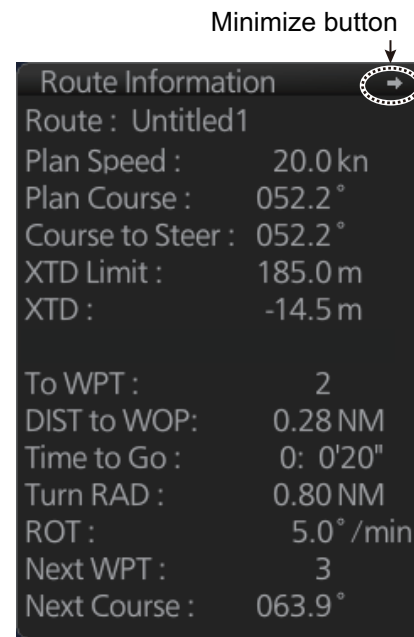 Minimize button
Route Information
Route : Untitled1
Plan Speed : 20.0 kn
Plan Course : 052.2°
Course to Steer : 052.2°
XTD Limit : 185.0 m
XTD : -14.5 m
To WPT : 2
DIST to WOP: 0.28 NM
Time to Go : 0: 0'20"
Turn RAD : 0.80 NM
ROT : 5.0°/min
Next WPT : 3
Next Course : 063.9°